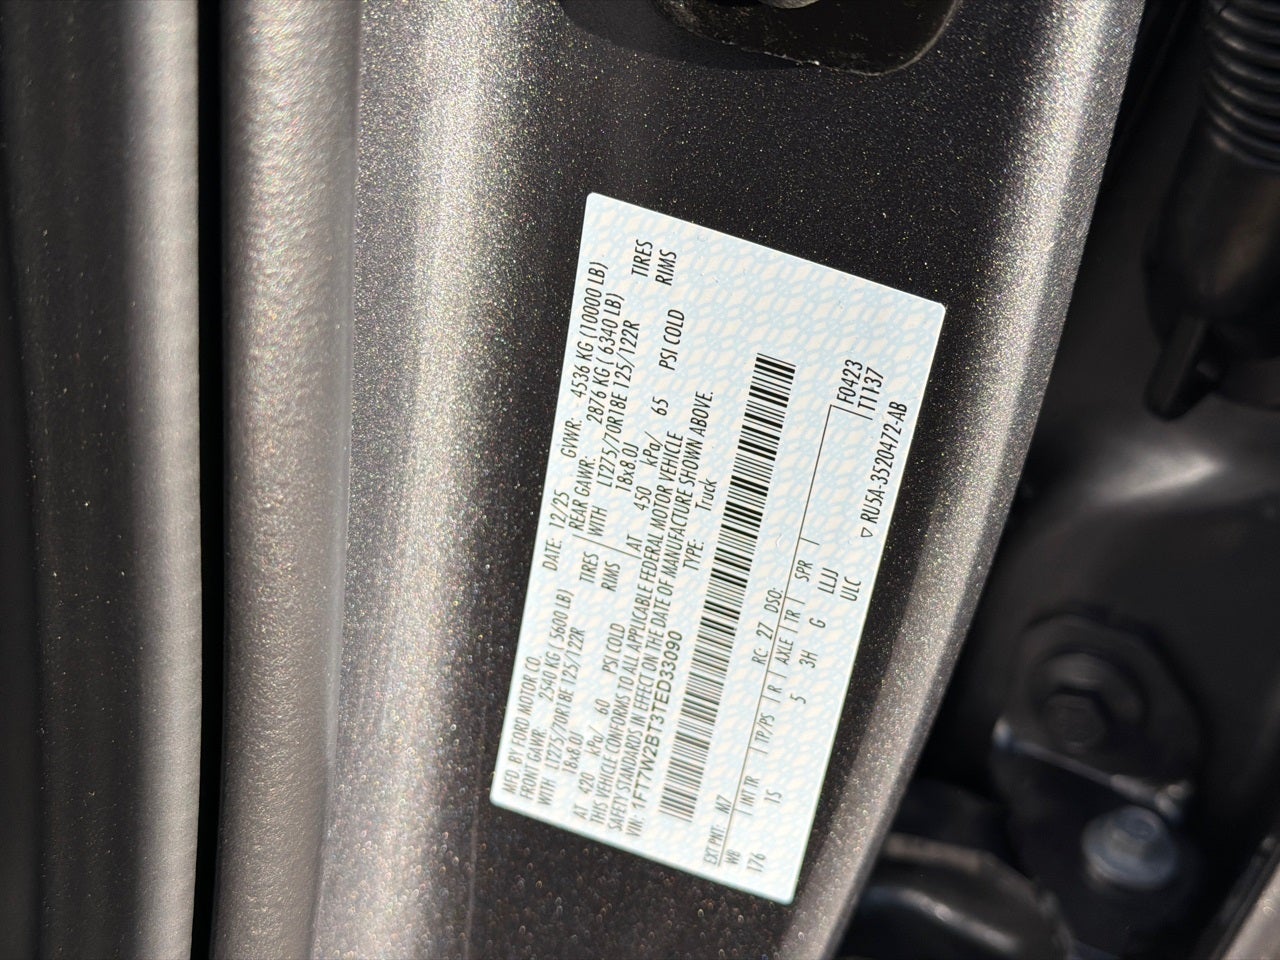 MFD. BY FORD MOTOR CO. DATE: 12/25 GVWR: 4536 KG (10000 LB)
FRONT GAWR: 2540 KG (5600 LB) REAR GAWR: 2876 KG (6340 LB)
WITH LT275/70R18E 125/122R TIRES WITH LT275/70R18E 125/122R TIRES
18x8.0J RIMS 18x8.0J RIMS
AT 420 kPa/ 60 PSI COLD AT 450 kPa/ 65 PSI COLD
THIS VEHICLE CONFORMS TO ALL APPLICABLE FEDERAL MOTOR VEHICLE
SAFETY STANDARDS IN EFFECT ON THE DATE OF MANUFACTURE SHOWN ABOVE.
VIN: 1F7W2BT3TED33090 TYPE: Truck
EXT PNT: M7 RC: 27 DSO: F0423
WB INT TR TP/PS R AXLE TR SPR T1137
176 1S 5 3H G LLJ
ULC RU5A-3520472-AB